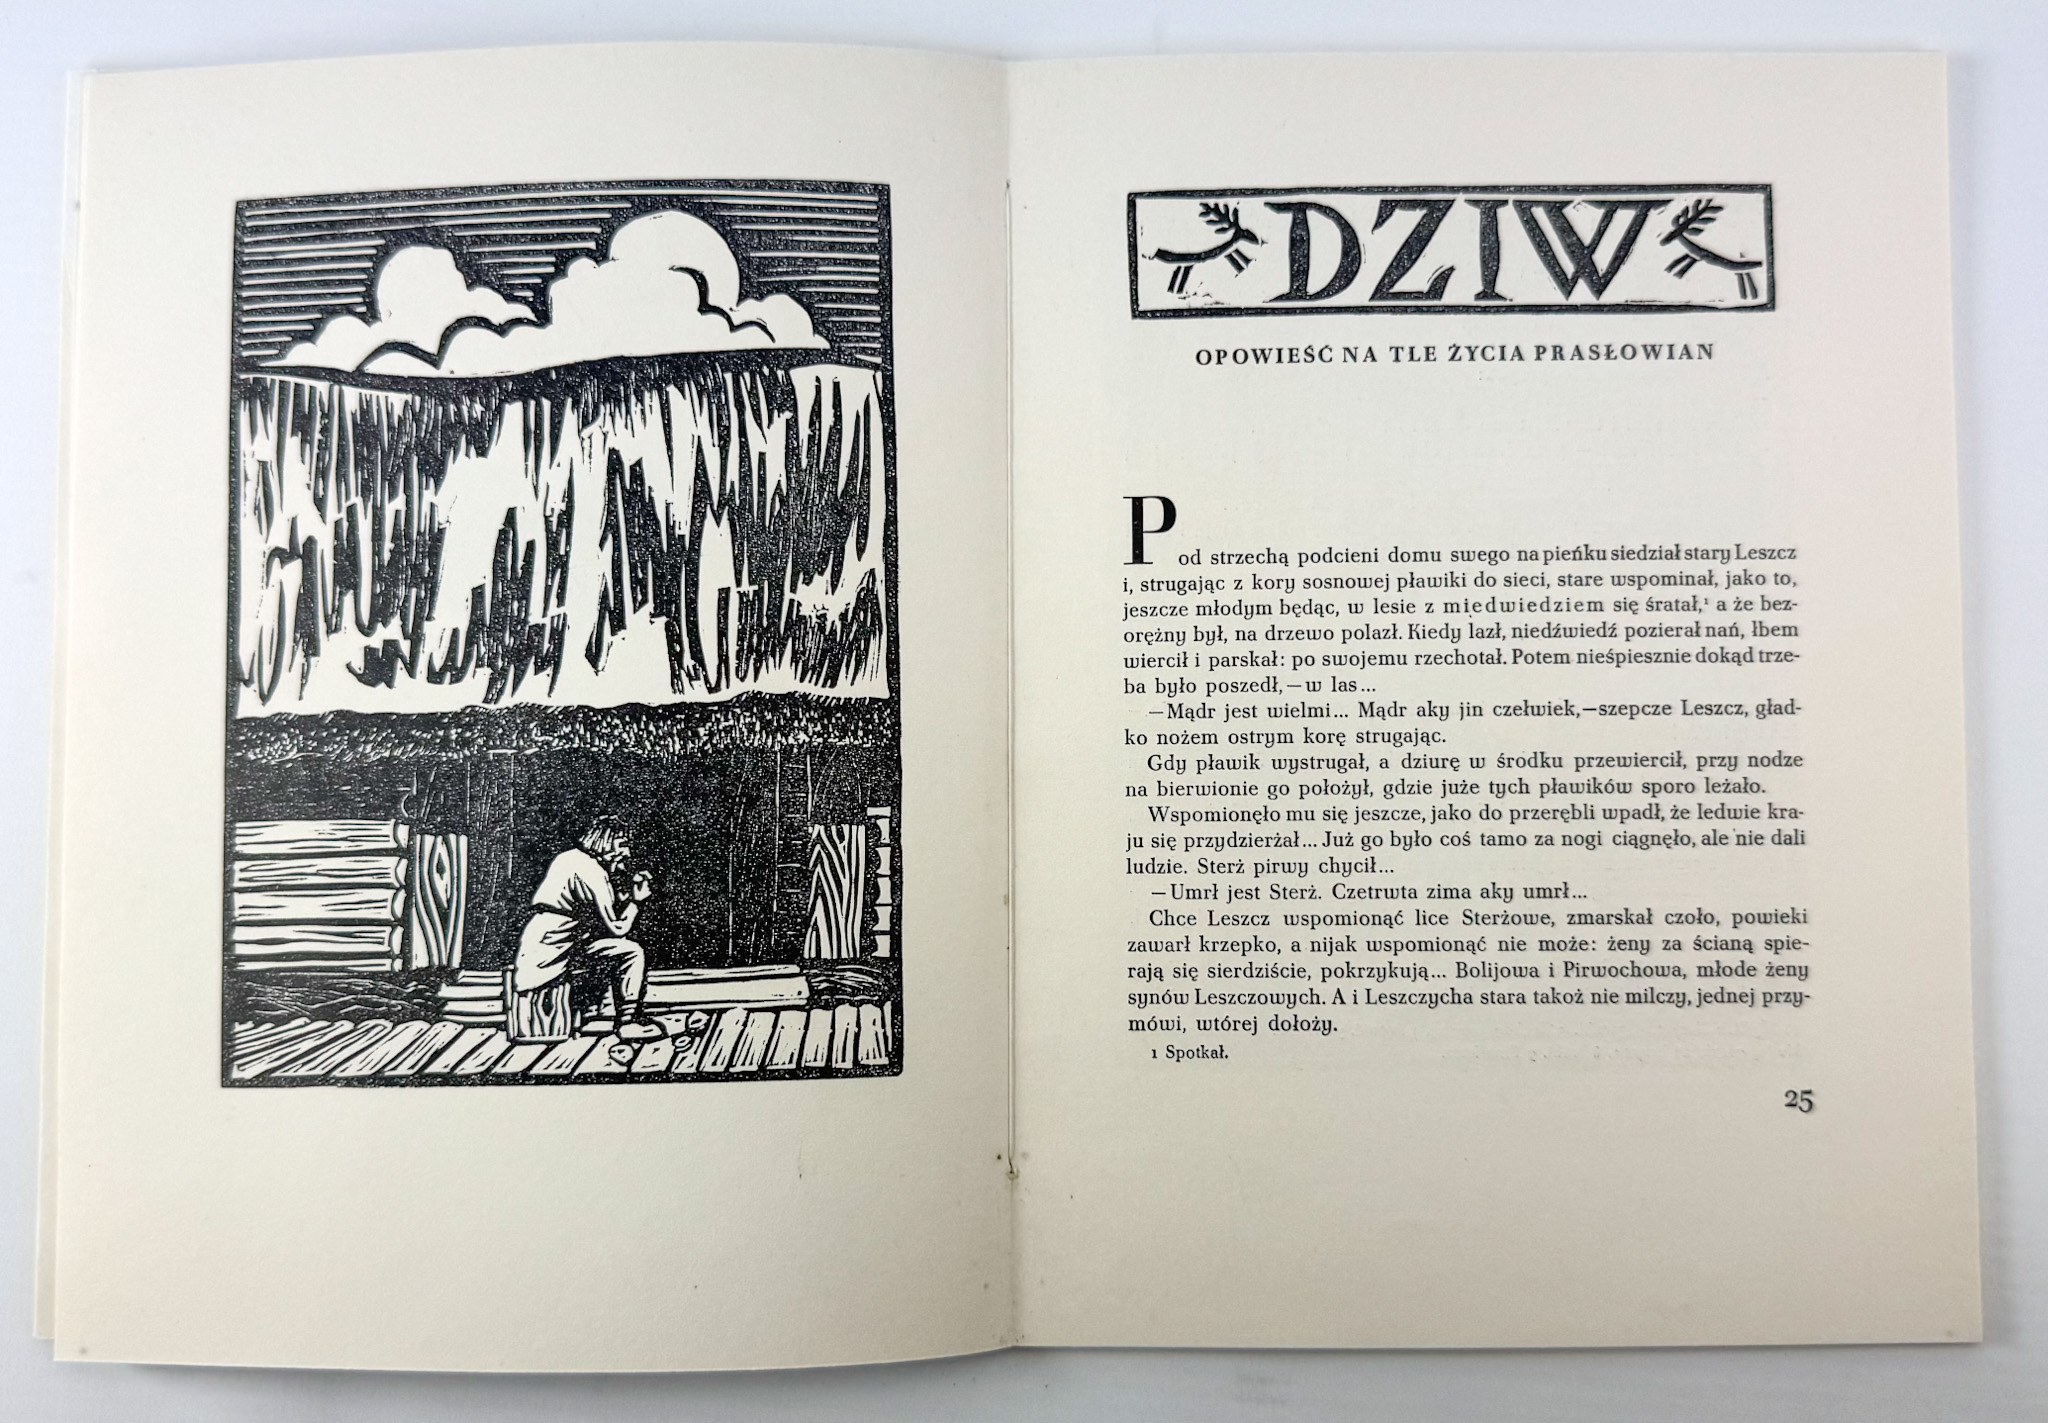 DZIW
OPOWIEŚĆ NA TLE ŻYCIA PRASŁOWIAN
Pod strzechą podcieni domu swego na pieńku siedział stary Leszcz
i, strugając z kory sosnowej pławiki do sieci, stare wspominał, jako to,
jeszcze młodym będąc, w lesie z miedwiedziem się śratał,¹ a że bez-
orężny był, na drzewo polazł. Kiedy lazł, niedźwiedź pozierał nań, łbem
wiercił i parskał: po swojemu rzechotał. Potem nieśpiesznie dokąd trze-
ba było poszedł, — w las...
— Mądr jest wielmi... Mądr aky jin czełwiek, — szepcze Leszcz, gład-
ko nożem ostrym korę strugając.
Gdy pławik wystrugał, a dziurę w środku przewiercił, przy nodze
na bierwionie go położył, gdzie juże tych pławików sporo leżało.
Wspomionęło mu się jeszcze, jako do przerębli wpadł, że ledwie kra-
ju się przydzierżał... Już go było coś tamo za nogi ciągnęło, ale nie dali
ludzie. Sterż pirwy chycił...
— Umrł jest Sterż. Czetrwta zima aky umrł...
Chce Leszcz wspomionąć lice Sterżowe, zmarskał czoło, powieki
zawarł krzepko, a nijak wspomionąć nie może: żeny za ścianą spie-
rają się sierdziście, pokrzykują... Bolijowa i Pirwochowa, młode żeny
synów Leszczowych. A i Leszczycha stara takoż nie milczy, jednej przy-
mówi, wtórej dołoży.
1 Spotkał.
25